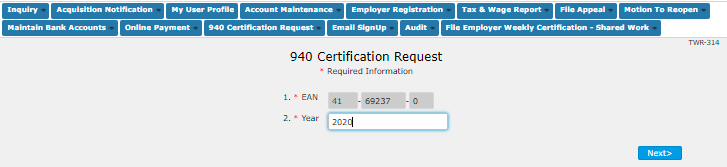 Inquiry Acquisition Notification My User Profile Account Maintenance Employer Registration Tax & Wage Report File Appeal Motion To Reopen
Maintain Bank Accounts Online Payment 940 Certification Request Email SignUp Audit File Employer Weekly Certification - Shared Work
TWR-314
940 Certification Request
* Required Information
1. * EAN 41 - 69237 - 0
2. * Year 2020
Next>